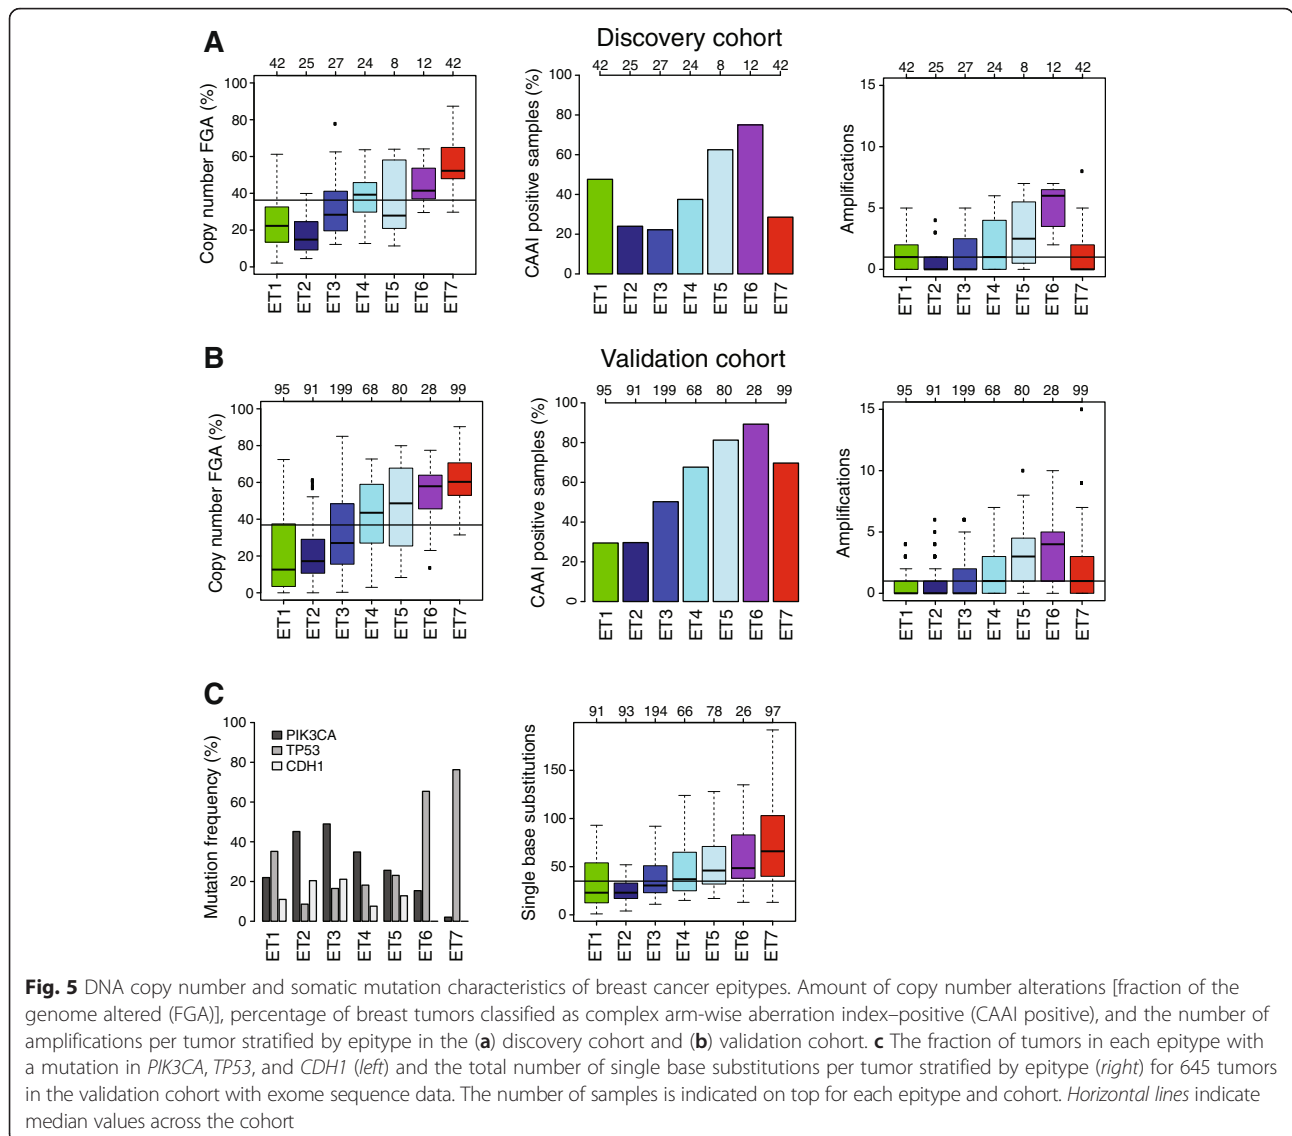 A
Discovery cohort
42 25 27 24 8 12 42
Copy number FGA (%)
100
80
60
40
20
0
ET1 ET2 ET3 ET4 ET5 ET6 ET7
42 25 27 24 8 12 42
CAAI positive samples (%)
100
80
60
40
20
0
ET1 ET2 ET3 ET4 ET5 ET6 ET7
42 25 27 24 8 12 42
Amplifications
15
10
5
0
ET1 ET2 ET3 ET4 ET5 ET6 ET7
B
Validation cohort
95 91 199 68 80 28 99
Copy number FGA (%)
100
80
60
40
20
0
ET1 ET2 ET3 ET4 ET5 ET6 ET7
95 91 199 68 80 28 99
CAAI positive samples (%)
100
80
60
40
20
0
ET1 ET2 ET3 ET4 ET5 ET6 ET7
95 91 199 68 80 28 99
Amplifications
15
10
5
0
ET1 ET2 ET3 ET4 ET5 ET6 ET7
C
Mutation frequency (%)
100
80
60
40
20
0
PIK3CA
TP53
CDH1
ET1 ET2 ET3 ET4 ET5 ET6 ET7
91 93 194 66 78 26 97
Single base substitutions
150
100
50
0
ET1 ET2 ET3 ET4 ET5 ET6 ET7
Fig. 5 DNA copy number and somatic mutation characteristics of breast cancer epitypes. Amount of copy number alterations [fraction of the
genome altered (FGA)], percentage of breast tumors classified as complex arm-wise aberration index–positive (CAAI positive), and the number of
amplifications per tumor stratified by epitype in the (a) discovery cohort and (b) validation cohort. c The fraction of tumors in each epitype with
a mutation in PIK3CA, TP53, and CDH1 (left) and the total number of single base substitutions per tumor stratified by epitype (right) for 645 tumors
in the validation cohort with exome sequence data. The number of samples is indicated on top for each epitype and cohort. Horizontal lines indicate
median values across the cohort